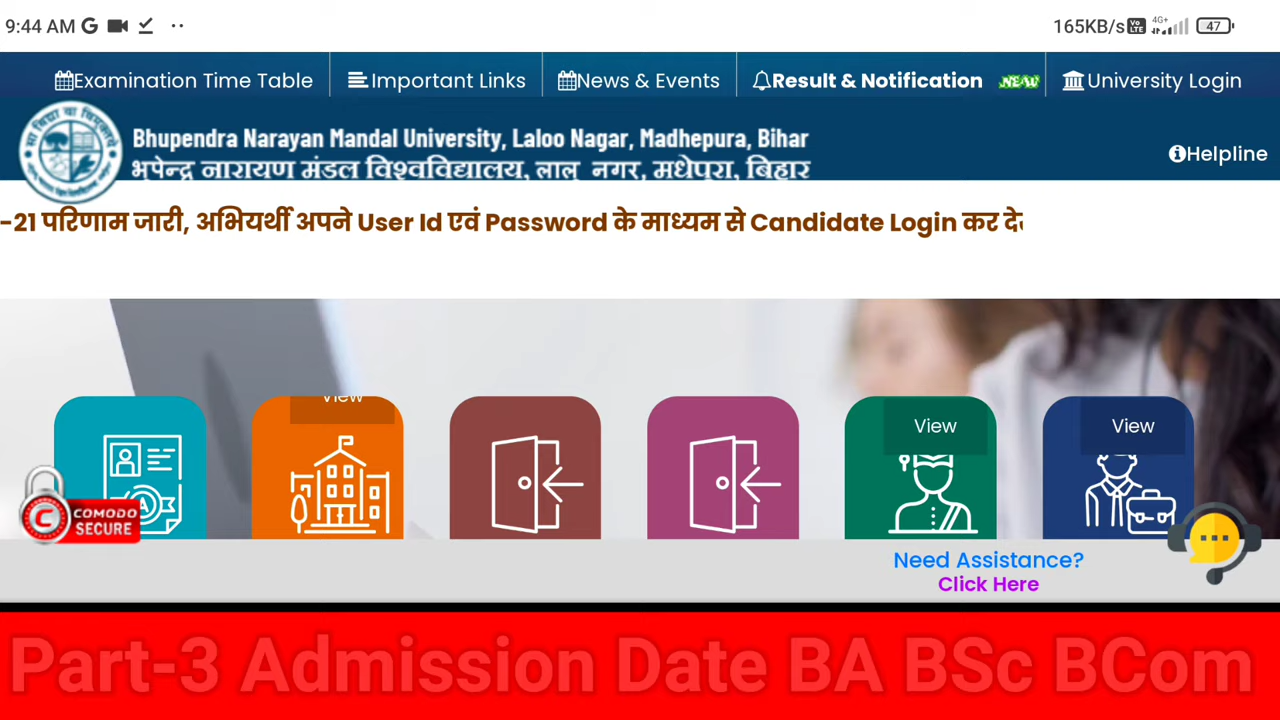 9:44 AM
165KB/s
Vo LTE
4G+
47
Examination Time Table
Important Links
News & Events
Result & Notification
NEW
University Login
Bhupendra Narayan Mandal University, Laloo Nagar, Madhepura, Bihar
भूपेन्द्र नारायण मंडल विश्वविद्यालय, लालू नगर, मधेपुरा, बिहार
Helpline
-21 परिणाम जारी, अभियर्थी अपने User Id एवं Password के माध्यम से Candidate Login कर
View
View
View
COMODO
SECURE
Need Assistance?
Click Here
Part-3 Admission Date BA BSc BCom